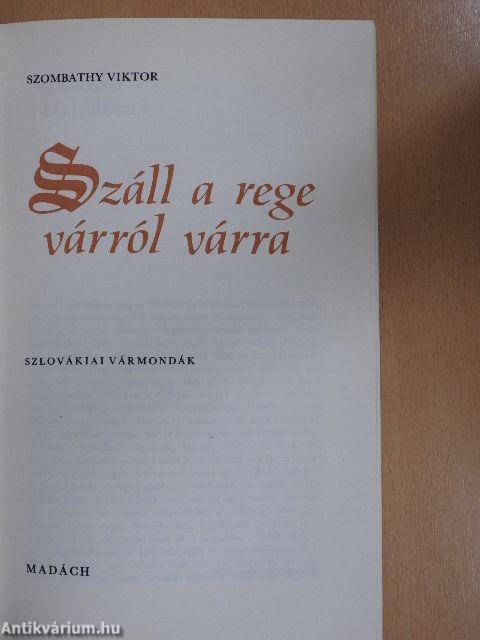 SZOMBATHY VIKTOR
Száll a rege
várról várra
SZLOVÁKIAI VÁRMONDÁK
MADÁCH
Antikvárium.hu